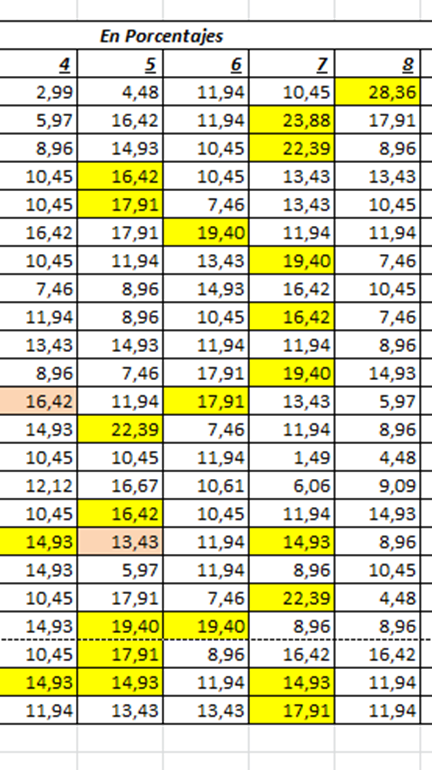 En Porcentajes
4 5 6 7 8
2,99 4,48 11,94 10,45 28,36
5,97 16,42 11,94 23,88 17,91
8,96 14,93 10,45 22,39 8,96
10,45 16,42 10,45 13,43 13,43
10,45 17,91 7,46 13,43 10,45
16,42 17,91 19,40 11,94 11,94
10,45 11,94 13,43 19,40 7,46
7,46 8,96 14,93 16,42 10,45
11,94 8,96 10,45 16,42 7,46
13,43 14,93 11,94 11,94 8,96
8,96 7,46 17,91 19,40 14,93
16,42 11,94 17,91 13,43 5,97
14,93 22,39 7,46 11,94 8,96
10,45 10,45 11,94 1,49 4,48
12,12 16,67 10,61 6,06 9,09
10,45 16,42 10,45 11,94 14,93
14,93 13,43 11,94 14,93 8,96
14,93 5,97 11,94 8,96 10,45
10,45 17,91 7,46 22,39 4,48
14,93 19,40 19,40 8,96 8,96
10,45 17,91 8,96 16,42 16,42
14,93 14,93 11,94 14,93 11,94
11,94 13,43 13,43 17,91 11,94